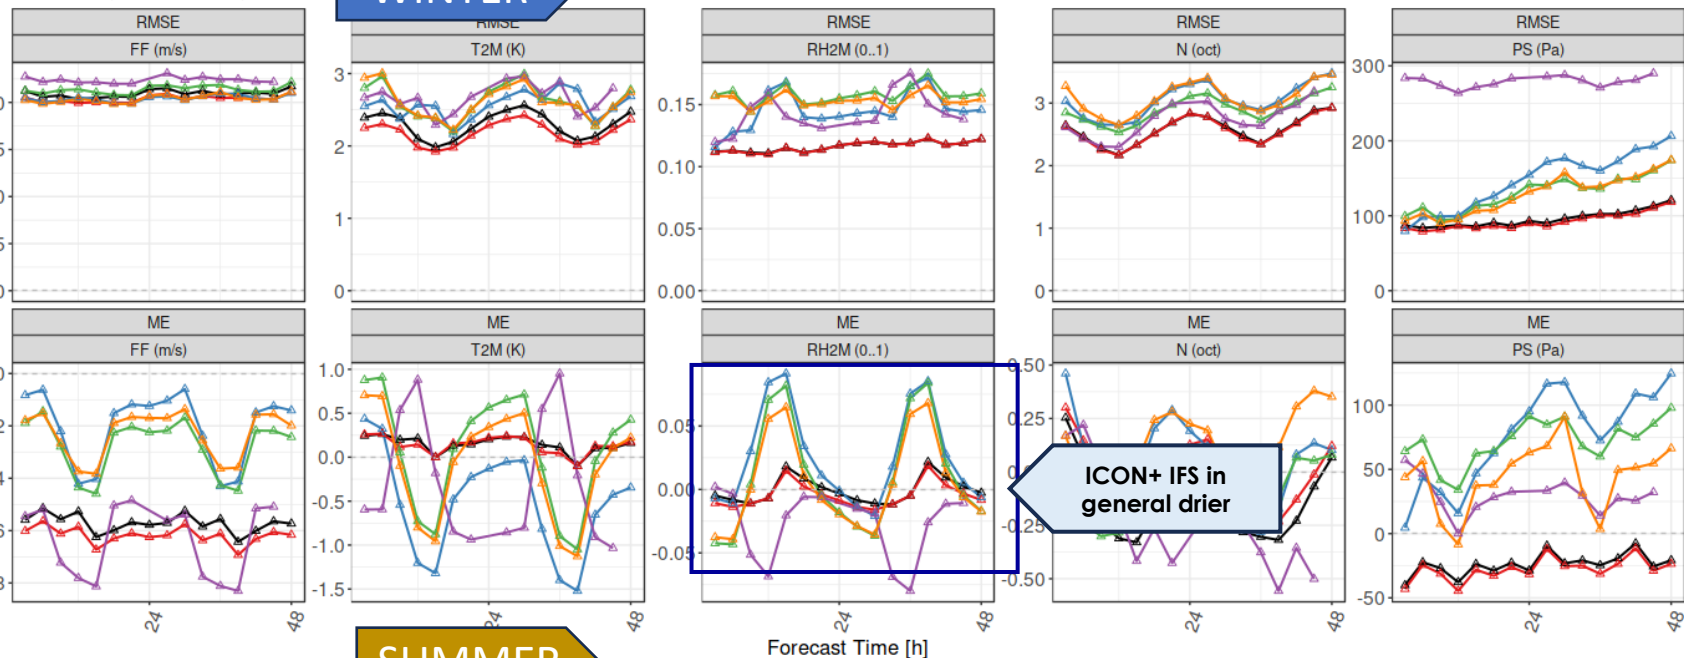 WINTER
RMSE RMSE RMSE RMSE RMSE
FF (m/s) T2M (K) RH2M (0..1) N (oct) PS (Pa)
3 0.15 3 300
2 0.10 2 200
1 0.05 1 100
0 0 0.00 0 0
ME ME ME ME ME
FF (m/s) T2M (K) RH2M (0..1) N (oct) PS (Pa)
1.0 0.50
0.5 0.05 0.25 100
0.0 0.00 50
-0.5 -0.25 0
-1.0 -0.05 -0.50
-1.5 -50
ICON+ IFS in
general drier
24 48 24 48 24 48 24 48 24 48
Forecast Time [h]
SUMMER